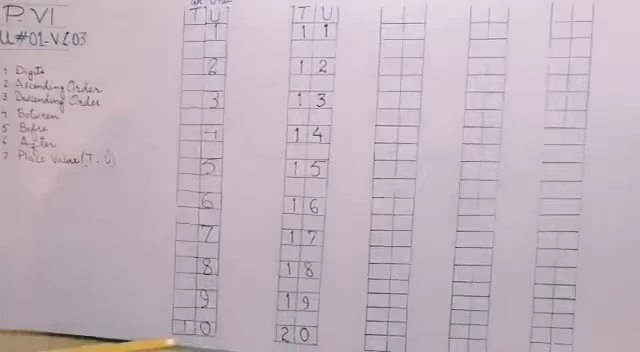 P.VI
U#01-VL03
1 Digits
2 Ascending Order
3 Descending Order
4 Between
5 Befre
6 After
7 Place Value (T-U)
T U
1
2
3
4
5
6
7
8
9
1 0
T U
1 1
1 2
1 3
1 4
1 5
1 6
1 7
1 8
1 9
2 0